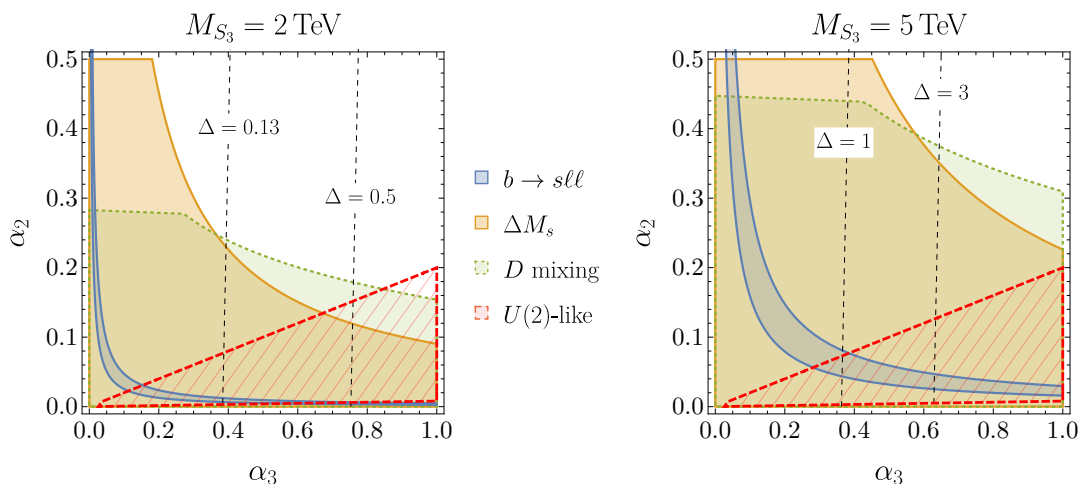 M_{S_3} = 2 TeV
0.5
0.4
0.3
0.2
0.1
0.0
α_2
Δ = 0.13
Δ = 0.5
0.0 0.2 0.4 0.6 0.8 1.0
α_3
b → sℓℓ
ΔM_s
D mixing
U(2)-like
M_{S_3} = 5 TeV
0.5
0.4
0.3
0.2
0.1
0.0
α_2
Δ = 3
Δ = 1
0.0 0.2 0.4 0.6 0.8 1.0
α_3